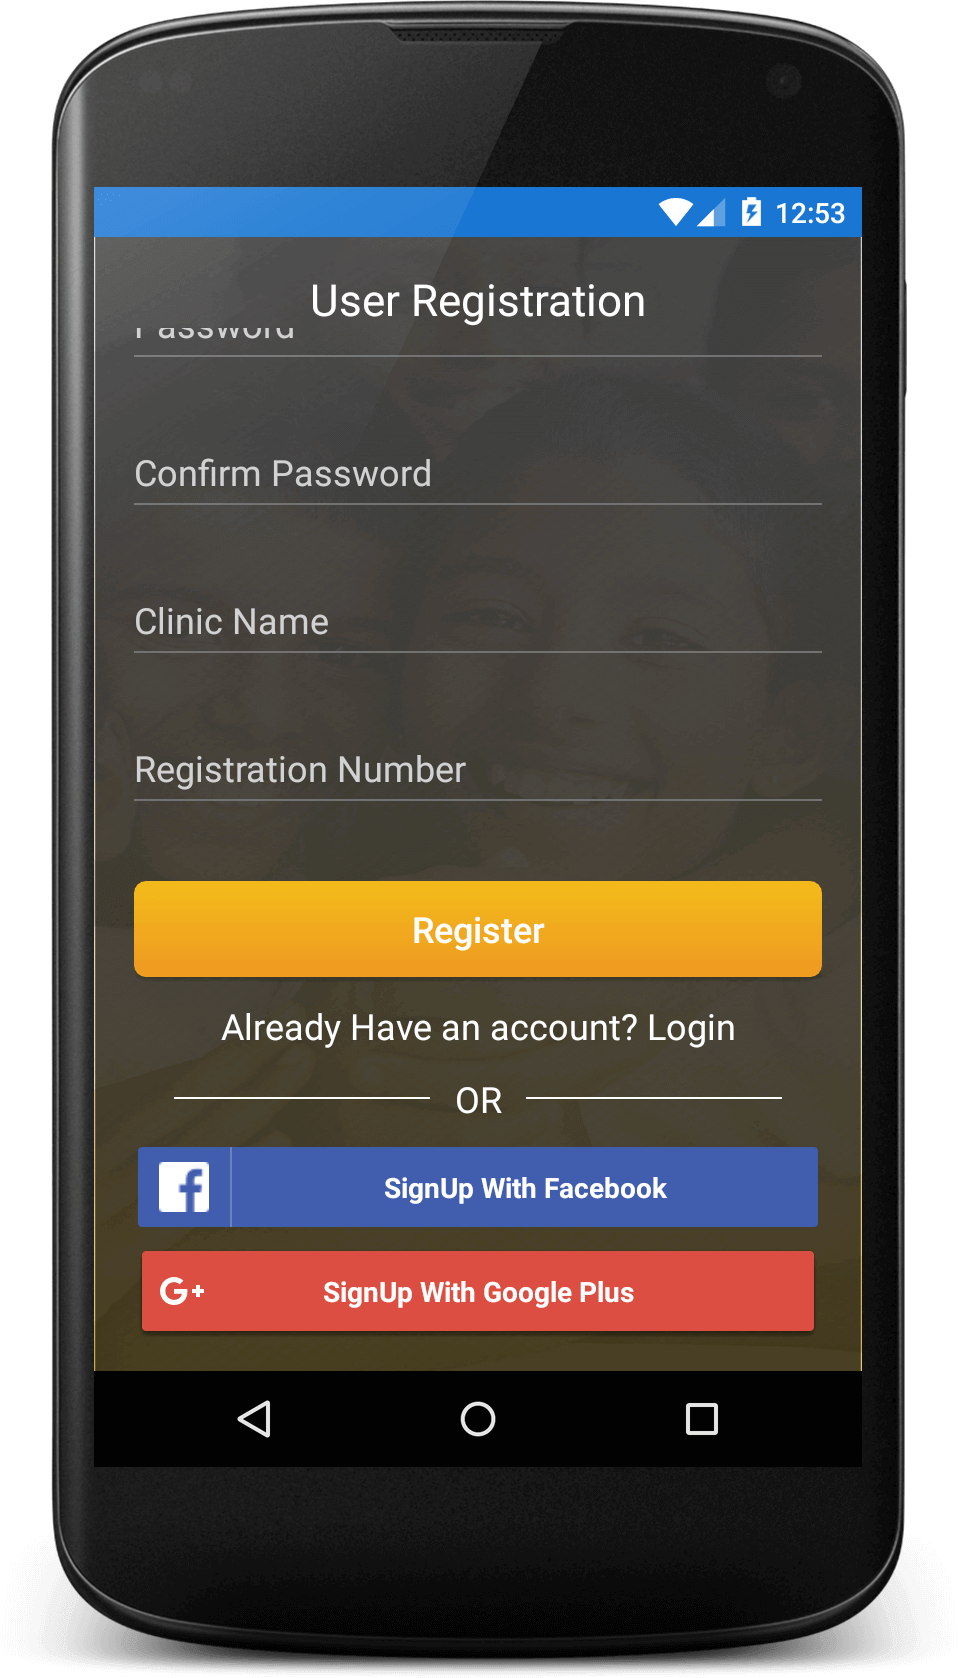 12:53
User Registration
Password
Confirm Password
Clinic Name
Registration Number
Register
Already Have an account? Login
OR
SignUp With Facebook
G+ SignUp With Google Plus